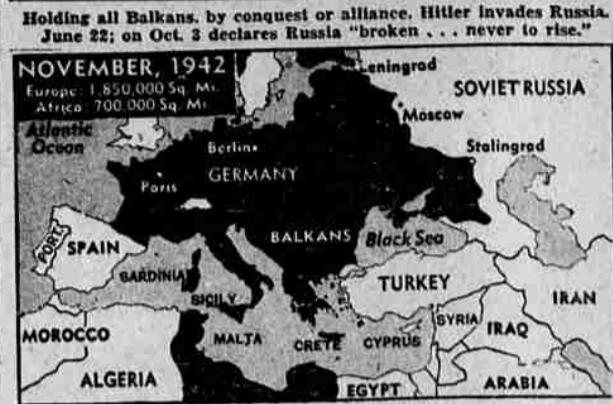 Holding all Balkans, by conquest or alliance, Hitler invades Russia,
June 22; on Oct. 3 declares Russia “broken . . . never to rise.”
NOVEMBER, 1942
Europe: 1,850,000 Sq. Mi.
Africa: 700,000 Sq. Mi.
Leningrad
SOVIET RUSSIA
Moscow
Atlantic
Ocean
Berlin
Stalingrad
Paris
GERMANY
BALKANS
Black Sea
PORT.
SPAIN
SARDINIA
SICILY
TURKEY
IRAN
MOROCCO
MALTA
CRETE
CYPRUS
SYRIA
IRAQ
ALGERIA
EGYPT
ARABIA